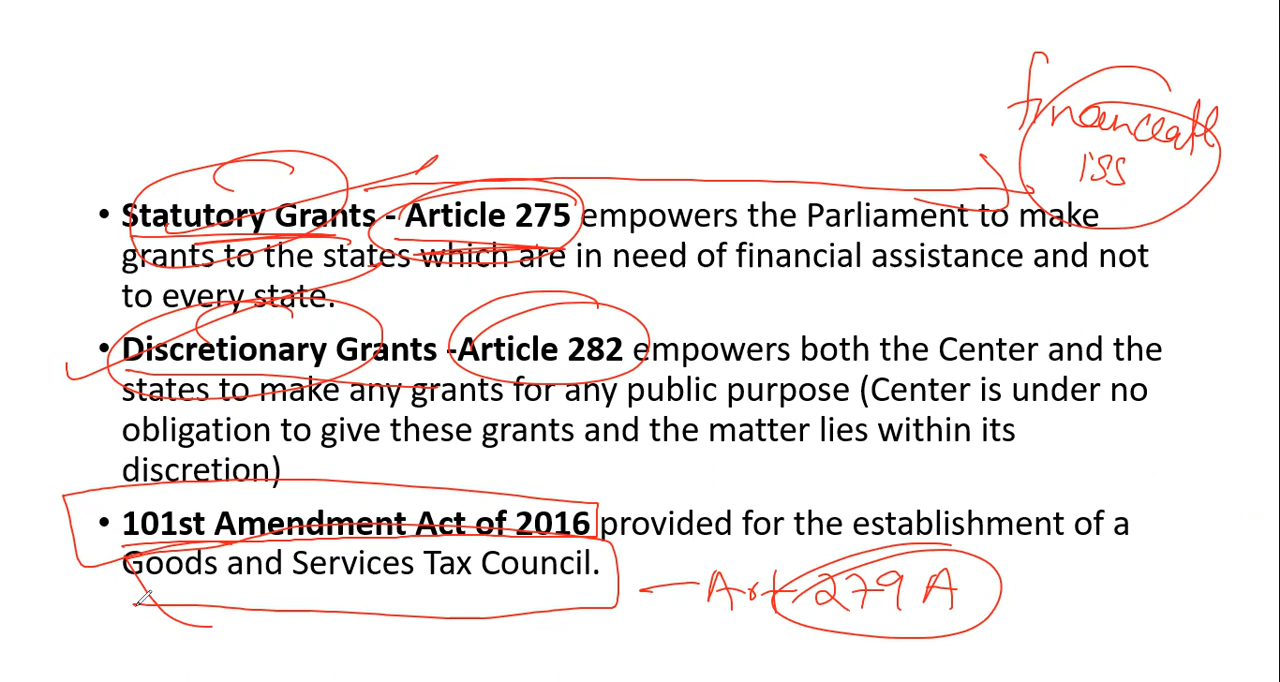 • Statutory Grants - Article 275 empowers the Parliament to make
grants to the states which are in need of financial assistance and not
to every state.
• Discretionary Grants -Article 282 empowers both the Center and the
states to make any grants for any public purpose (Center is under no
obligation to give these grants and the matter lies within its
discretion)
• 101st Amendment Act of 2016 provided for the establishment of a
Goods and Services Tax Council.
Art 279 A